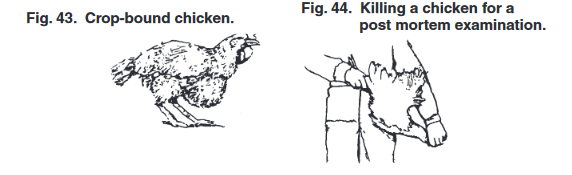 Fig. 43. Crop-bound chicken.
Fig. 44. Killing a chicken for a
post mortem examination.